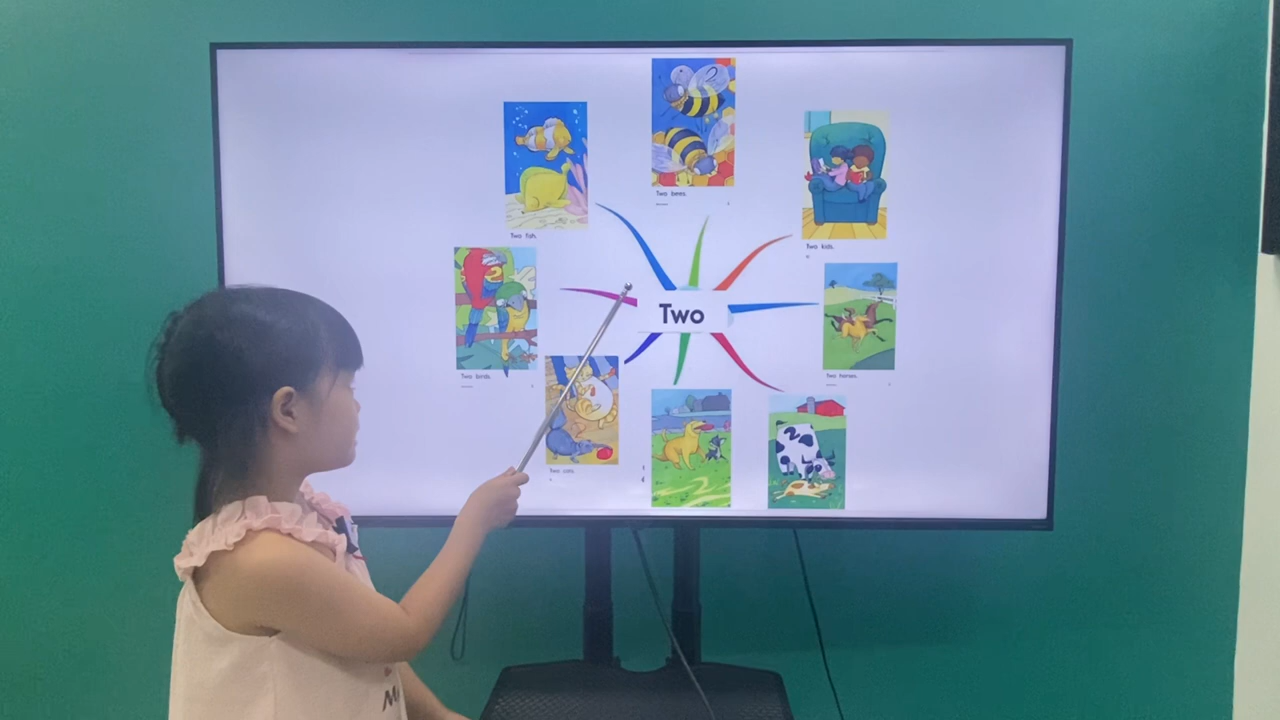 Two bees.
Two fish.
Two kids.
Two
Two birds.
Two horses.
Two cats.
M